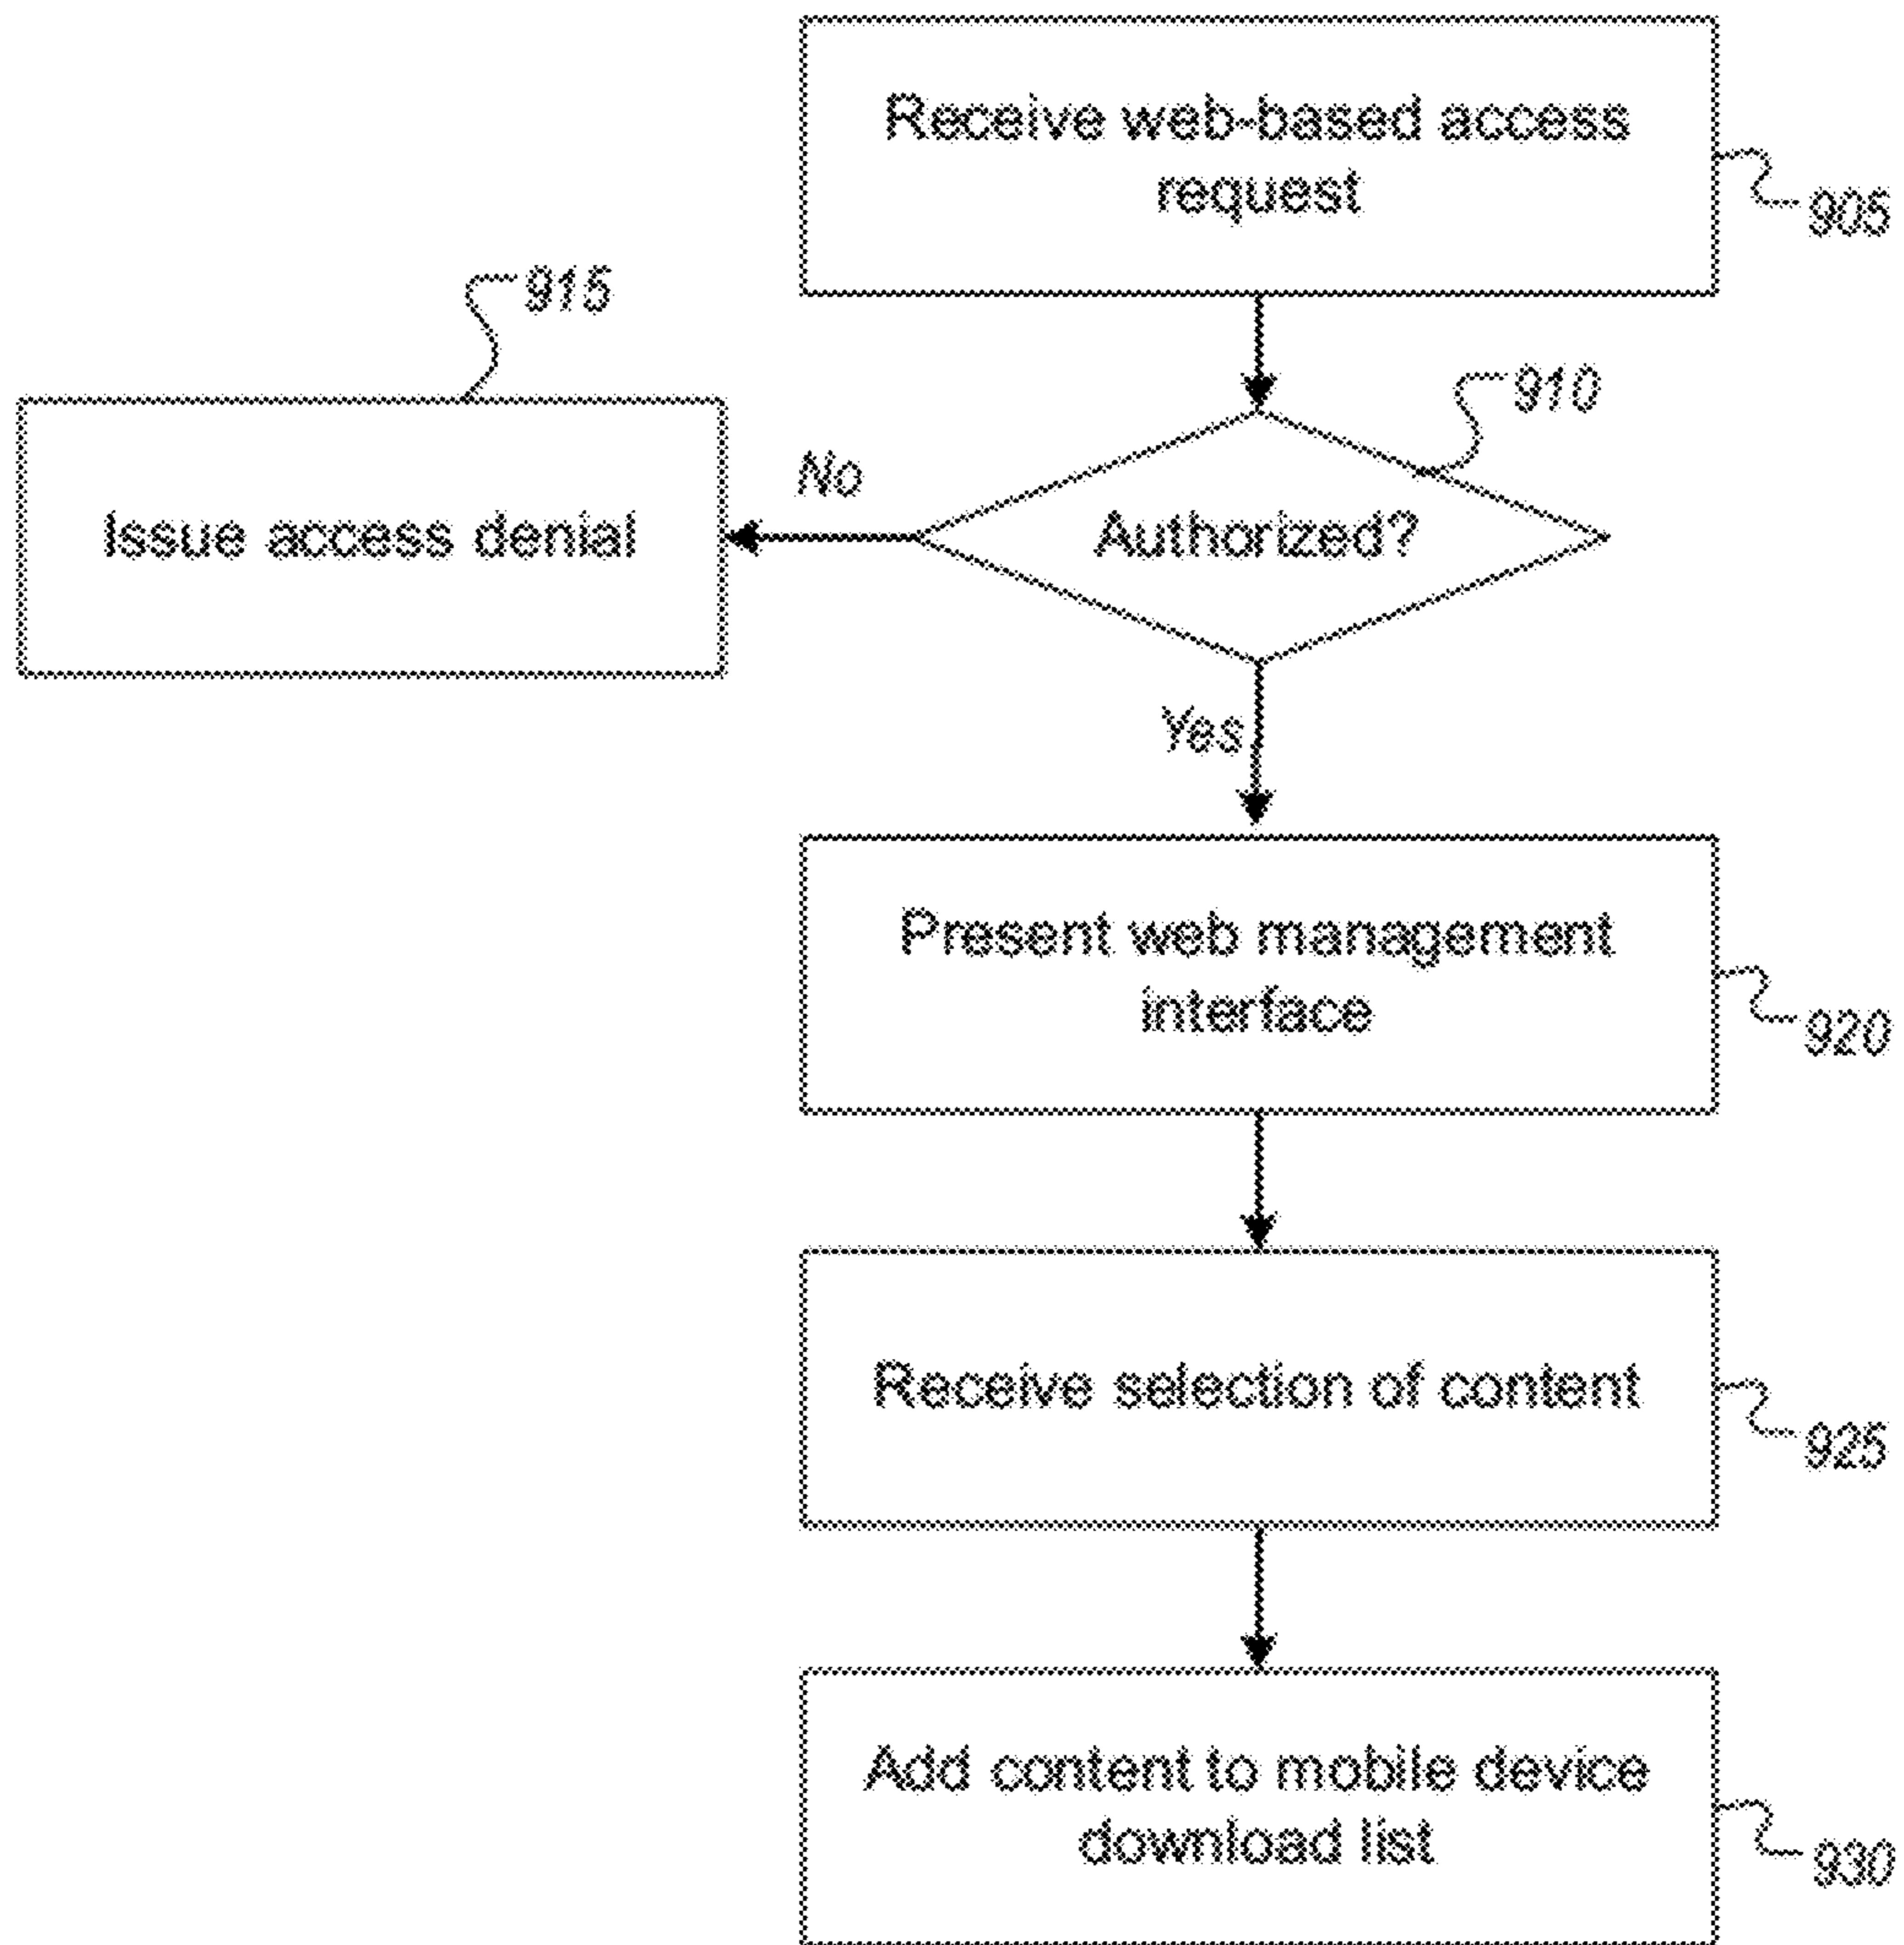 Receive web-based access
request
905
915
910
No
Issue access denial
Authorized?
Yes
Present web management
interface
920
Receive selection of content
925
Add content to mobile device
download list
930